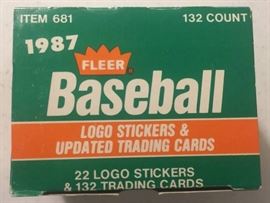 ITEM 681 132 COUNT
1987
FLEER
Baseball
LOGO STICKERS &
UPDATED TRADING CARDS
22 LOGO STICKERS
& 132 TRADING CARDS